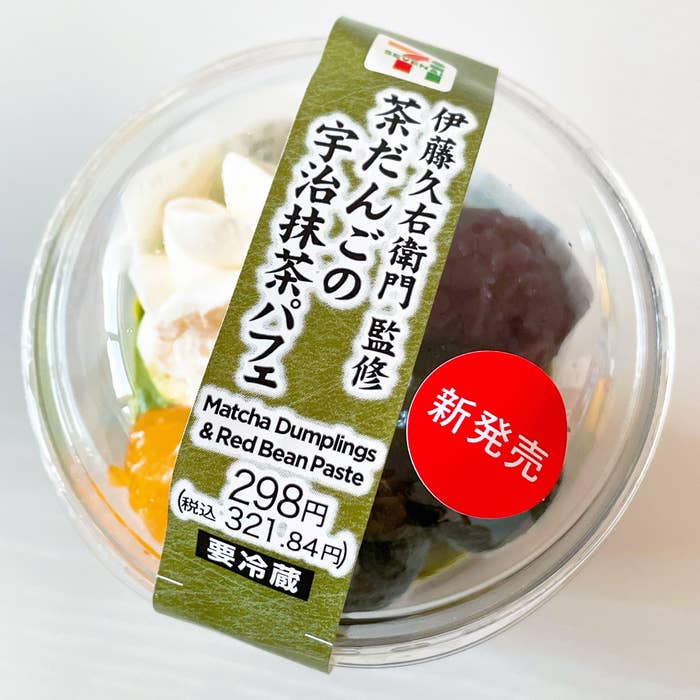 7
SEVEN
伊藤久右衛門 監修
茶だんごの
宇治抹茶パフェ
Matcha Dumplings
& Red Bean Paste
298円
(税込 321.84円)
要冷蔵
新発売